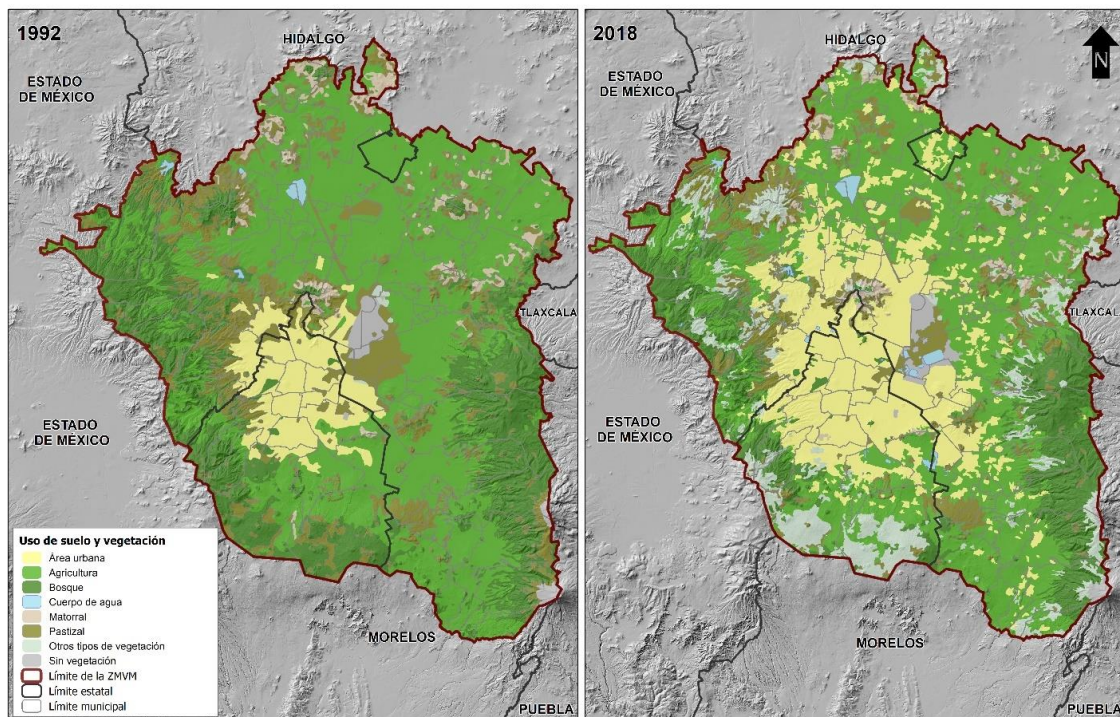 1992
HIDALGO
ESTADO
DE MÉXICO
TLAXCALA
ESTADO
DE MÉXICO
MORELOS
PUEBLA
Uso de suelo y vegetación
Área urbana
Agricultura
Bosque
Cuerpo de agua
Matorral
Pastizal
Otros tipos de vegetación
Sin vegetación
Límite de la ZMVM
Límite estatal
Límite municipal
2018
HIDALGO
N
ESTADO
DE MÉXICO
TLAXCALA
ESTADO
DE MÉXICO
MORELOS
PUEBLA